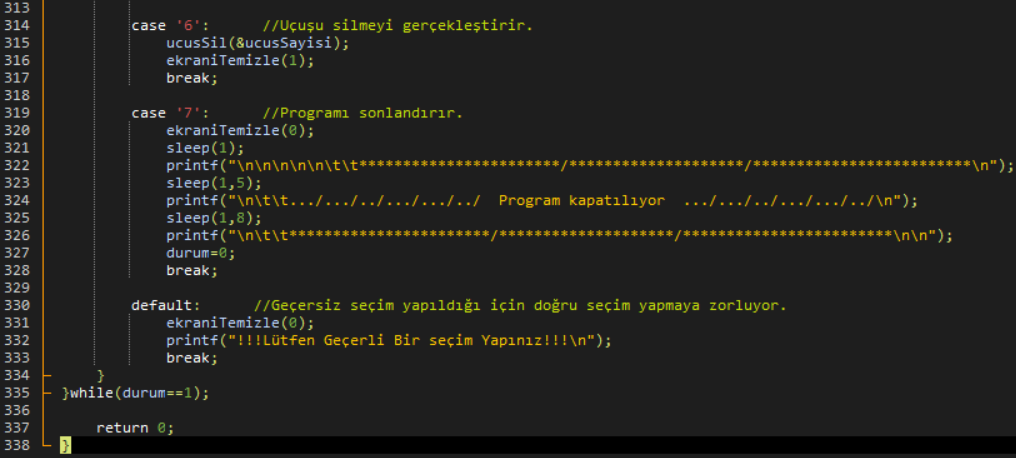 313
314 case '6': //Uçuşu silmeyi gerçekleştirir.
315 ucusSil(&ucusSayisi);
316 ekraniTemizle(1);
317 break;
318
319 case '7': //Programı sonlandırır.
320 ekraniTemizle(0);
321 sleep(1);
322 printf("\n\n\n\n\n\t\t***********************/********************/*************************\n");
323 sleep(1,5);
324 printf("\n\t\t.../.../../.../.../../  Program kapatılıyor  .../.../../.../.../../\n");
325 sleep(1,8);
326 printf("\n\t\t***********************/********************/************************\n\n");
327 durum=0;
328 break;
329
330 default: //Geçersiz seçim yapıldığı için doğru seçim yapmaya zorluyor.
331 ekraniTemizle(0);
332 printf("!!!Lütfen Geçerli Bir seçim Yapınız!!!\n");
333 break;
334 }
335 }while(durum==1);
336
337 return 0;
338 }